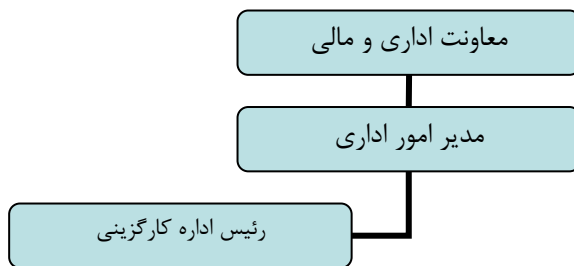 معاونت اداری و مالی
مدیر امور اداری
رئیس اداره کارگزینی